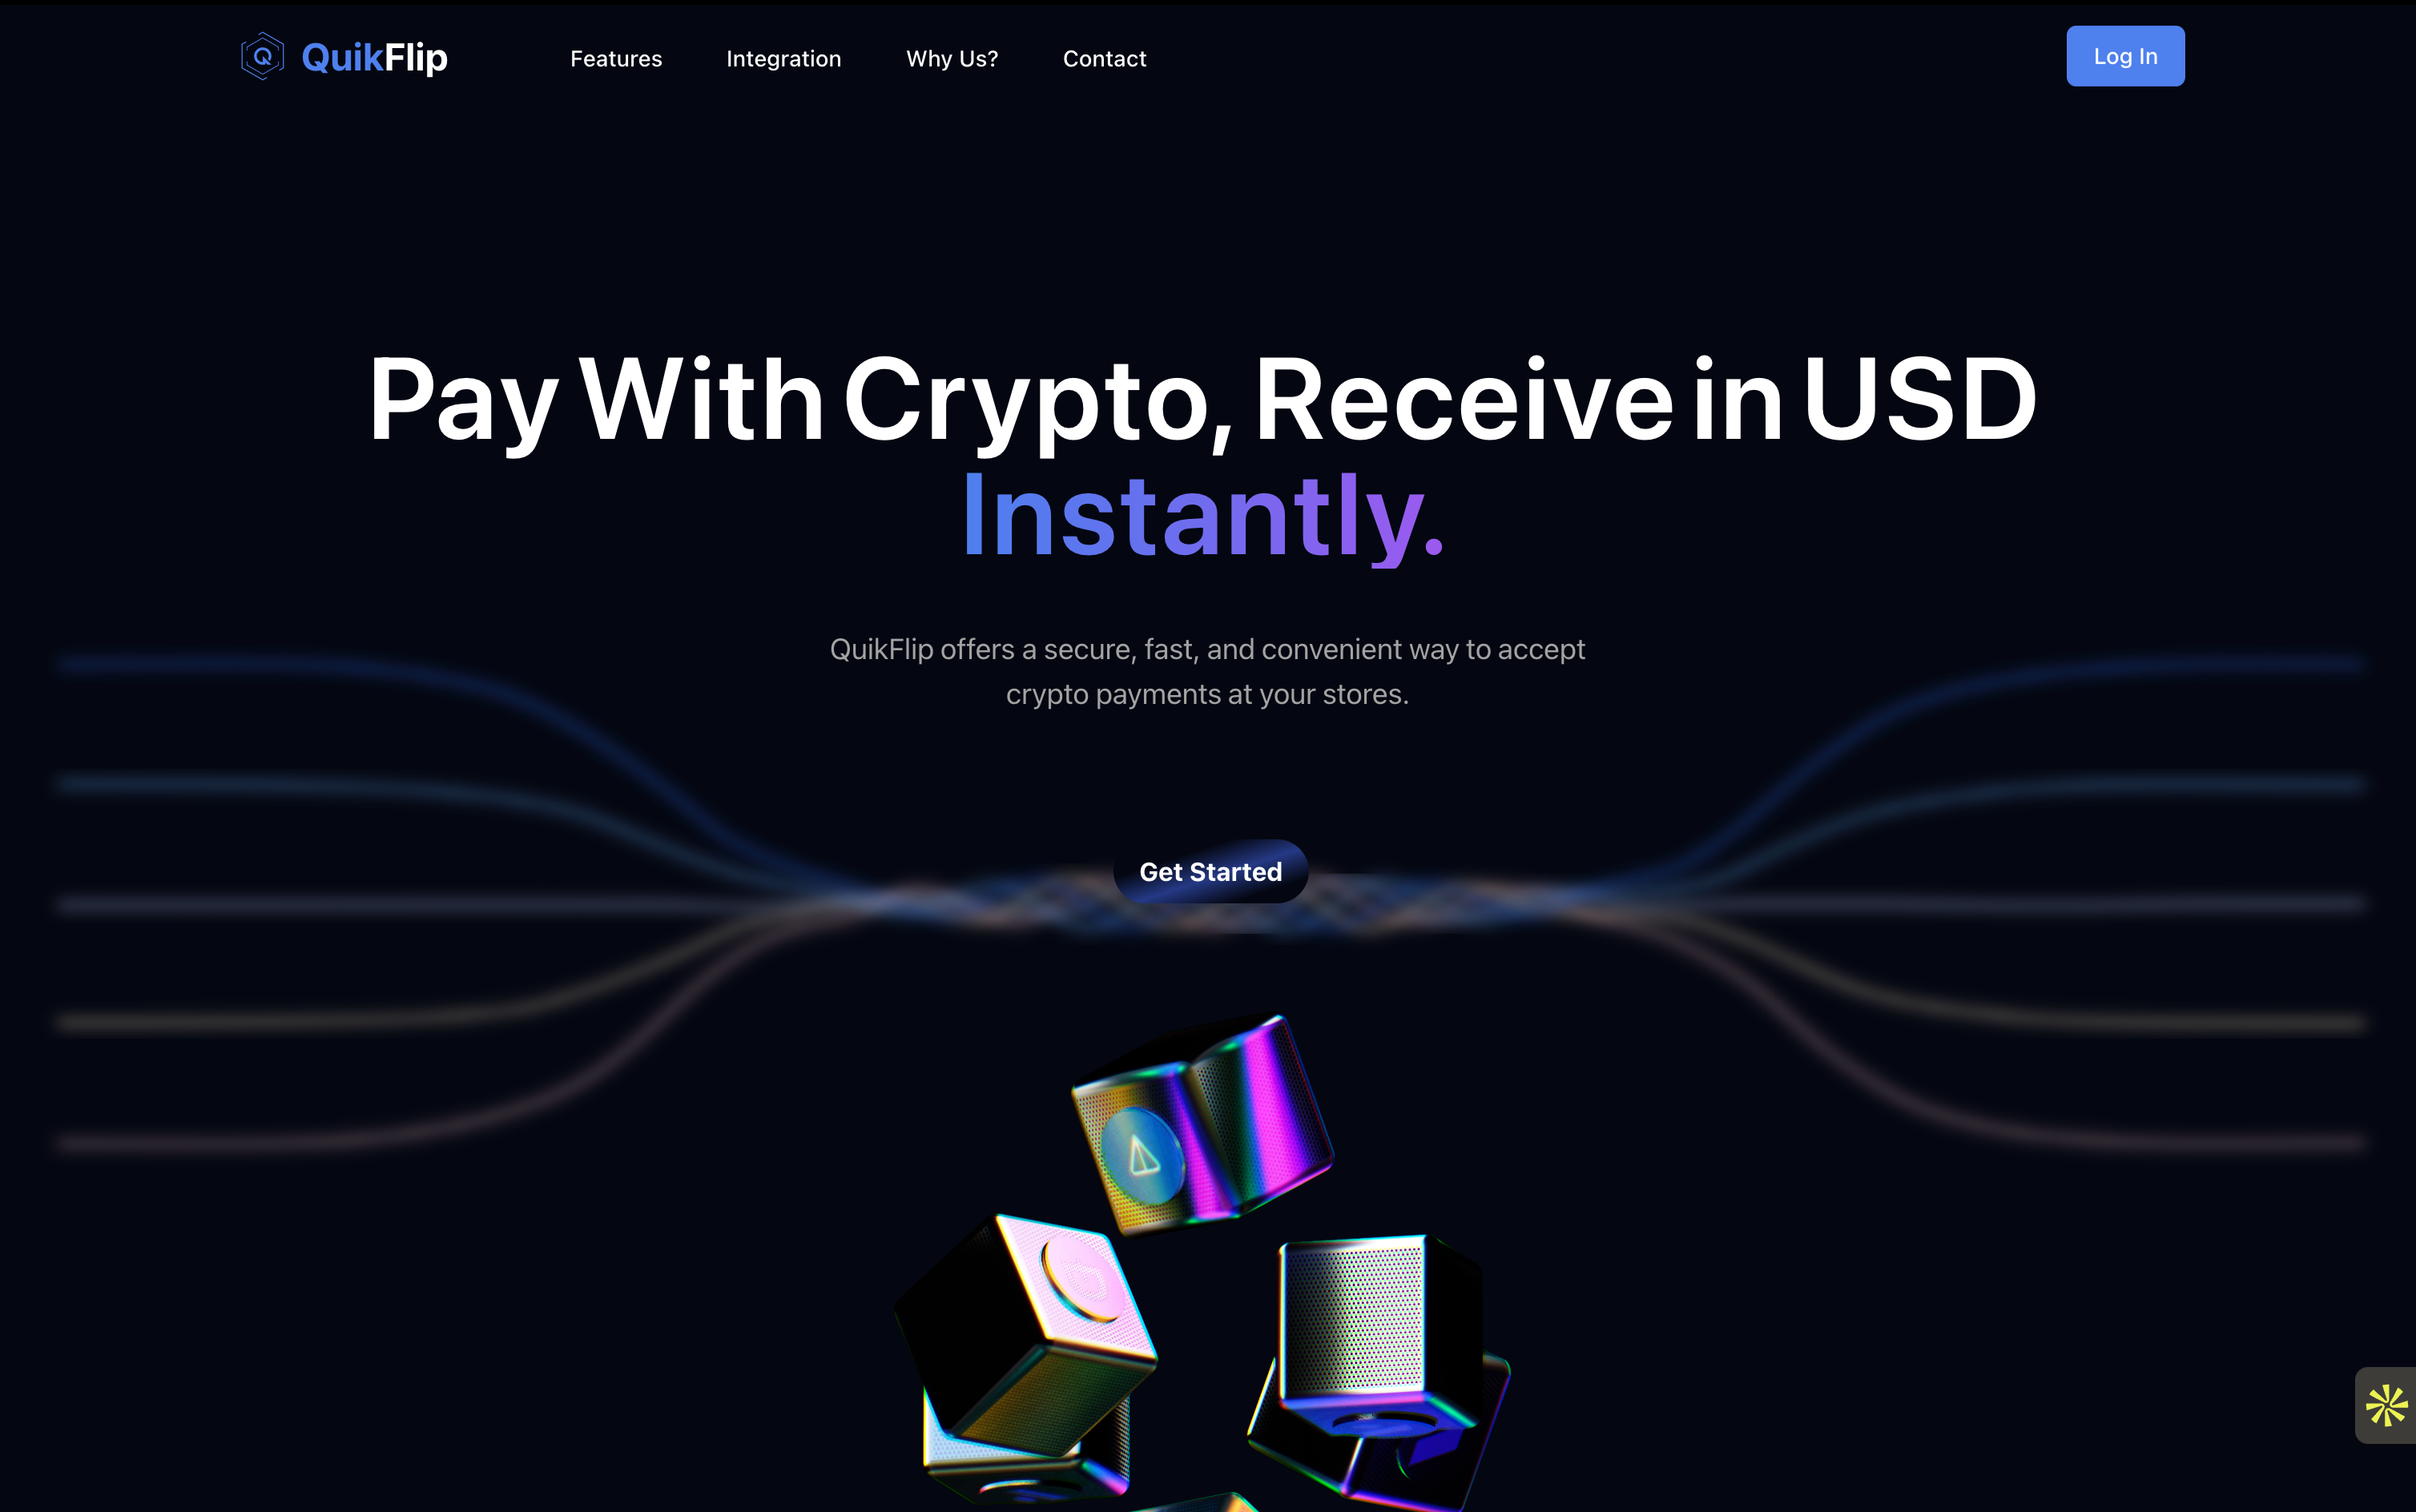 QuikFlip
Features
Integration
Why Us?
Contact
Log In
Pay With Crypto, Receive in USD
Instantly.
QuikFlip offers a secure, fast, and convenient way to accept
crypto payments at your stores.
Get Started